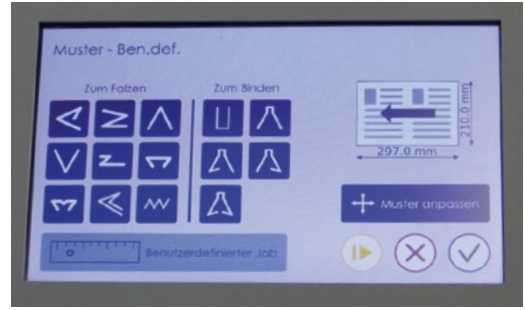 Muster - Ben.def.
Zum Falzen
Zum Binden
210.0 mm
297.0 mm
Muster anpassen
Benutzerdefinierter Job